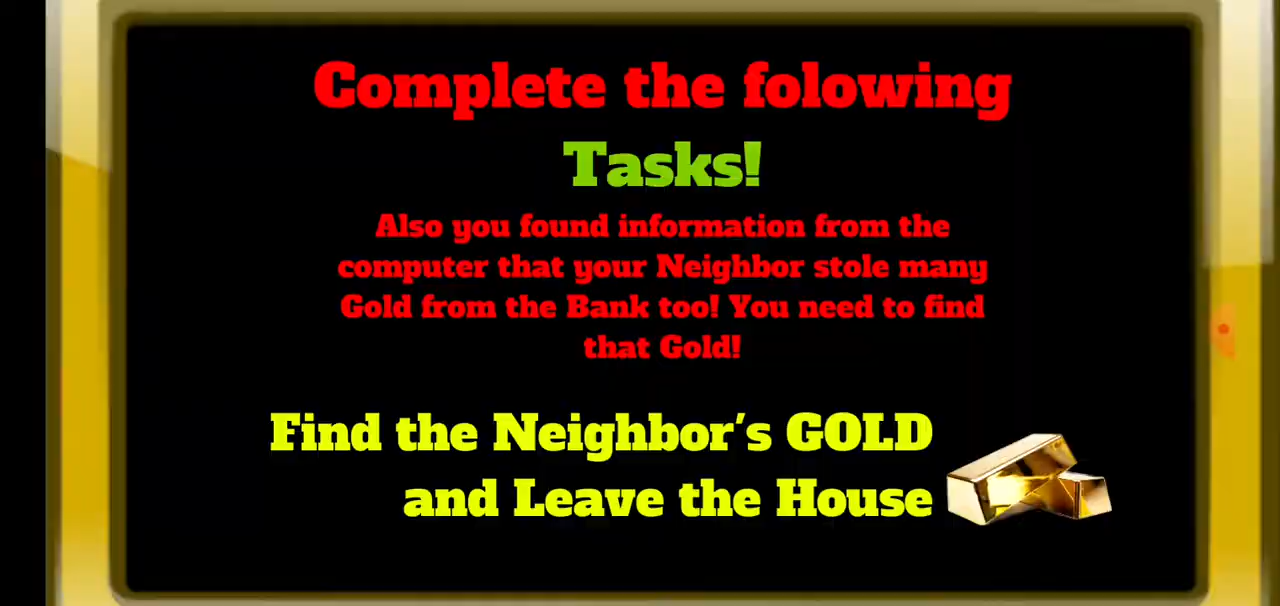 Complete the folowing
Tasks!
Also you found information from the
computer that your Neighbor stole many
Gold from the Bank too! You need to find
that Gold!
Find the Neighbor's GOLD
and Leave the House